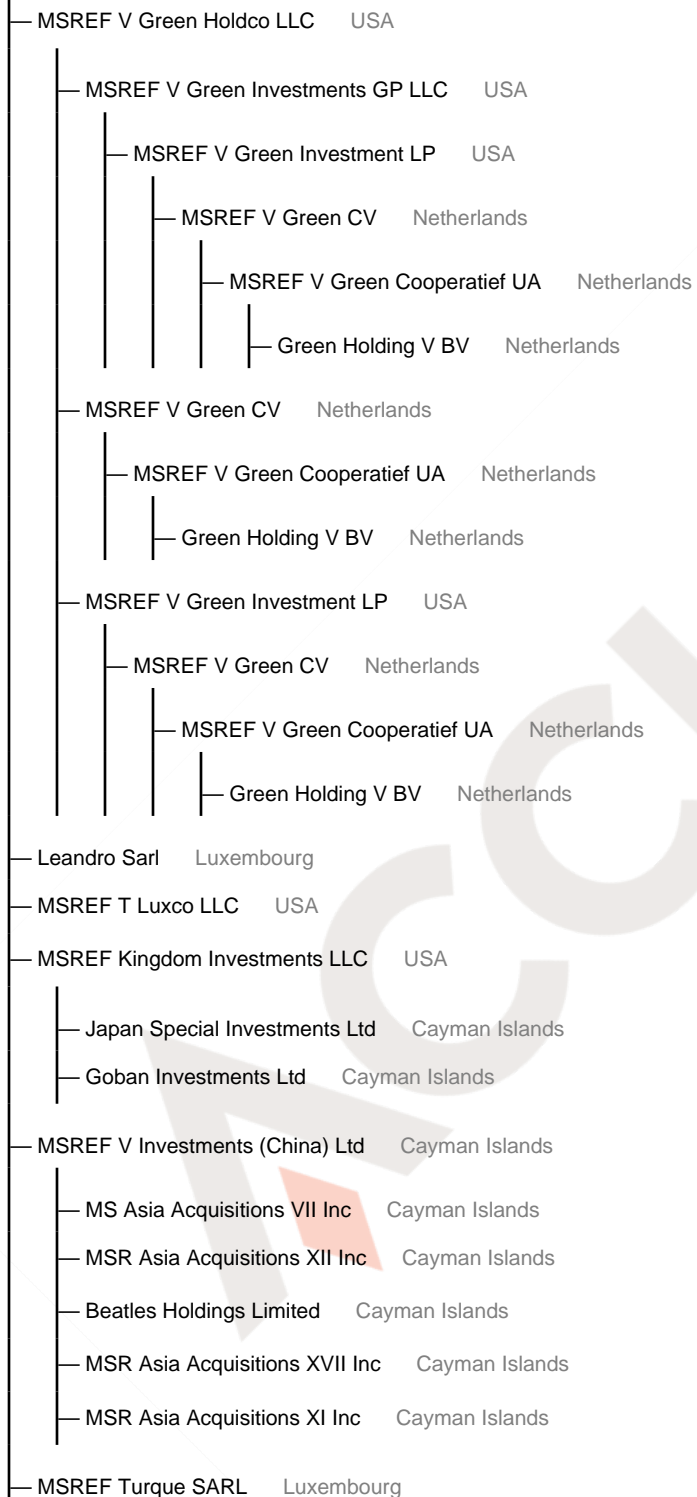 MSREF V Green Holdco LLC USA
MSREF V Green Investments GP LLC USA
MSREF V Green Investment LP USA
MSREF V Green CV Netherlands
MSREF V Green Cooperatief UA Netherlands
Green Holding V BV Netherlands
MSREF V Green CV Netherlands
MSREF V Green Cooperatief UA Netherlands
Green Holding V BV Netherlands
MSREF V Green Investment LP USA
MSREF V Green CV Netherlands
MSREF V Green Cooperatief UA Netherlands
Green Holding V BV Netherlands
Leandro Sarl Luxembourg
MSREF T Luxco LLC USA
MSREF Kingdom Investments LLC USA
Japan Special Investments Ltd Cayman Islands
Goban Investments Ltd Cayman Islands
MSREF V Investments (China) Ltd Cayman Islands
MS Asia Acquisitions VII Inc Cayman Islands
MSR Asia Acquisitions XII Inc Cayman Islands
Beatles Holdings Limited Cayman Islands
MSR Asia Acquisitions XVII Inc Cayman Islands
MSR Asia Acquisitions XI Inc Cayman Islands
MSREF Turque SARL Luxembourg